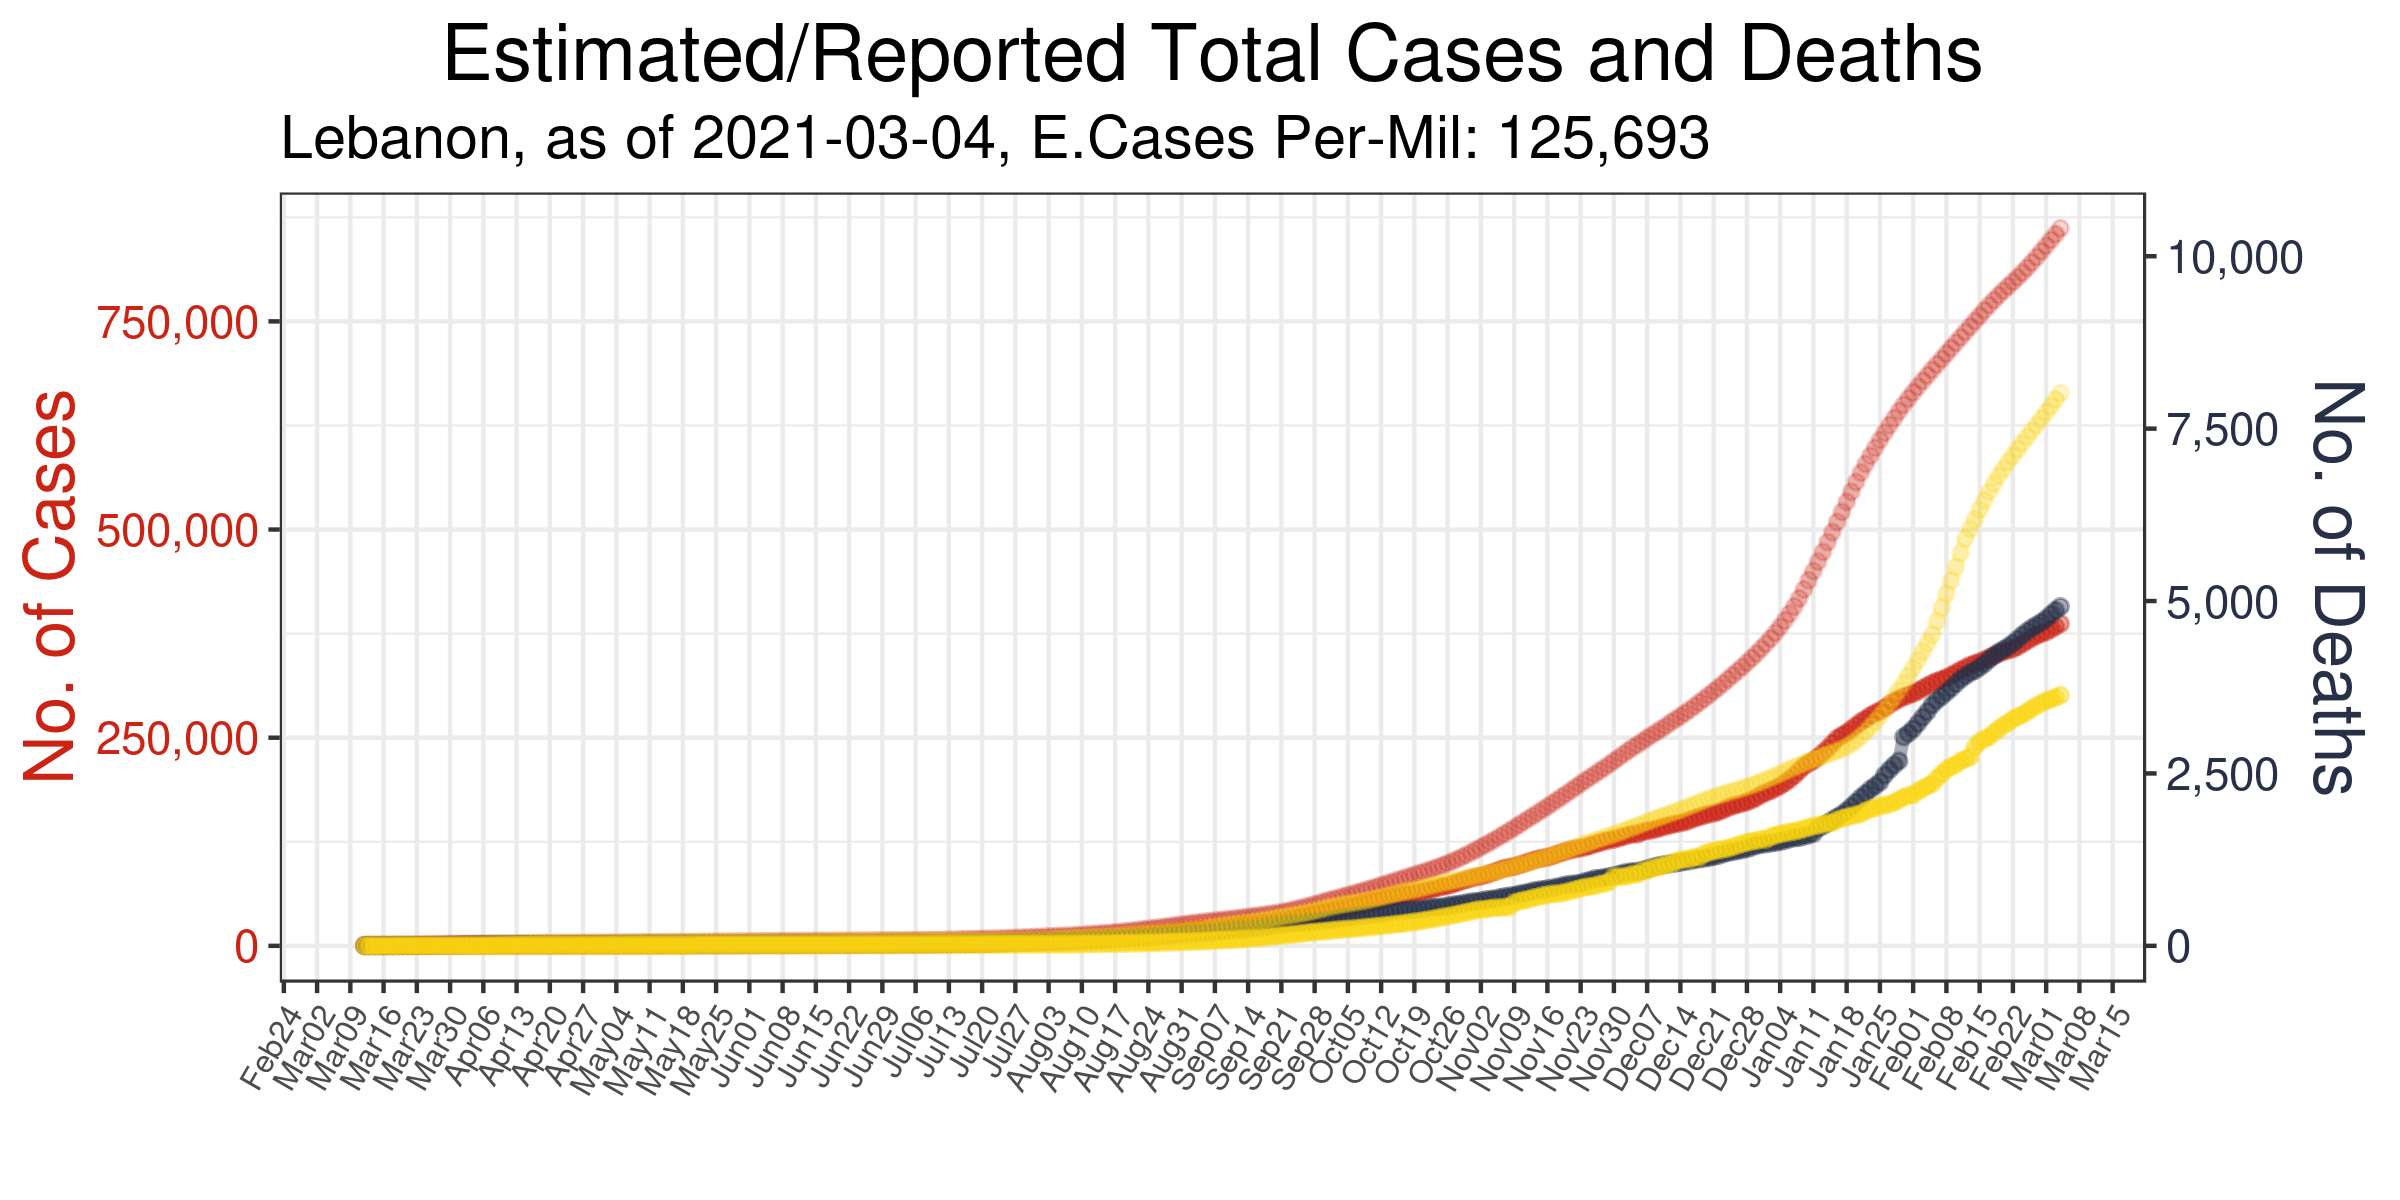 Estimated/Reported Total Cases and Deaths
Lebanon, as of 2021-03-04, E.Cases Per-Mil: 125,693
No. of Cases
750,000
500,000
250,000
0
10,000
7,500
5,000
2,500
0
No. of Deaths
Feb24
Mar02
Mar09
Mar16
Mar23
Mar30
Apr06
Apr13
Apr20
Apr27
May04
May11
May18
May25
Jun01
Jun08
Jun15
Jun22
Jun29
Jul06
Jul13
Jul20
Jul27
Aug03
Aug10
Aug17
Aug24
Aug31
Sep07
Sep14
Sep21
Sep28
Oct05
Oct12
Oct19
Oct26
Nov02
Nov09
Nov16
Nov23
Nov30
Dec07
Dec14
Dec21
Dec28
Jan04
Jan11
Jan18
Jan25
Feb01
Feb08
Feb15
Feb22
Mar01
Mar08
Mar15